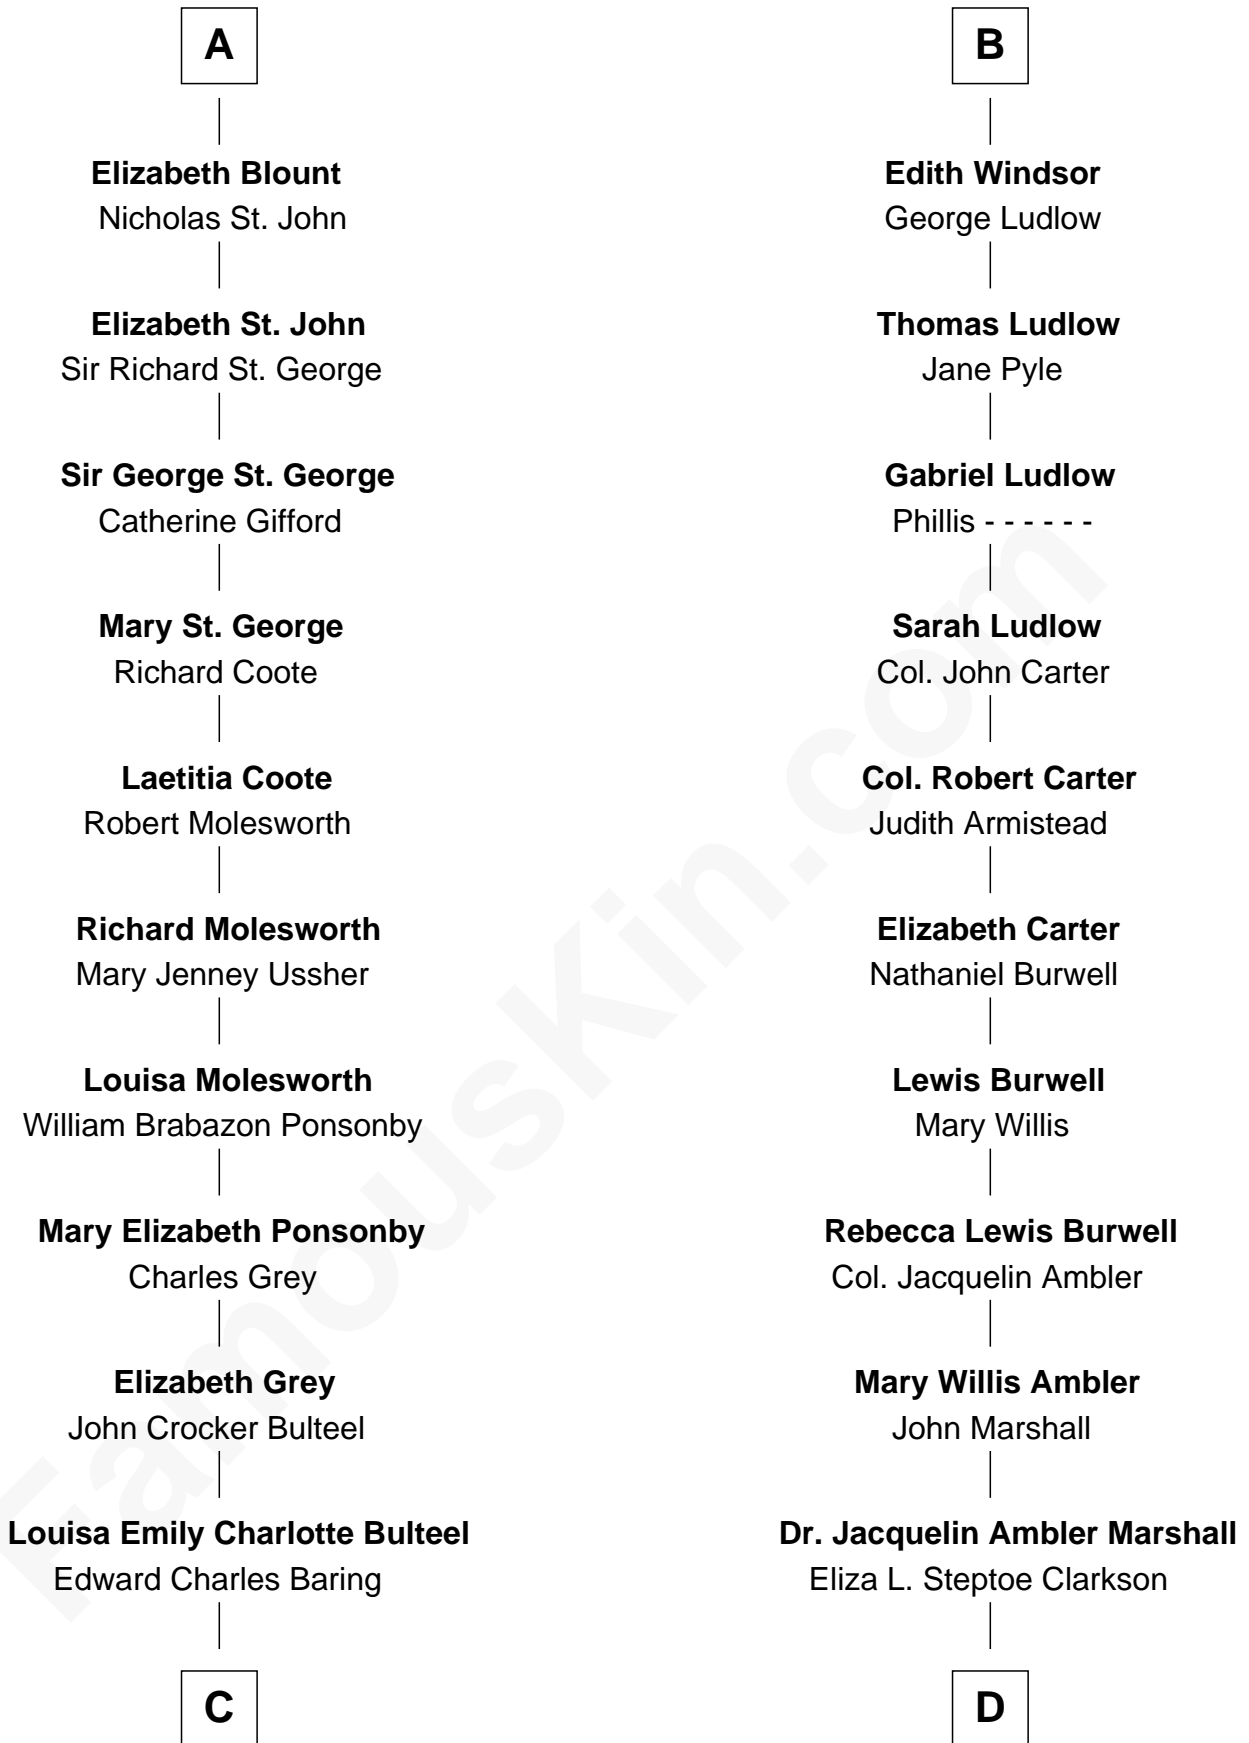 A
Elizabeth Blount
Nicholas St. John
Elizabeth St. John
Sir Richard St. George
Sir George St. George
Catherine Gifford
Mary St. George
Richard Coote
Laetitia Coote
Robert Molesworth
Richard Molesworth
Mary Jenney Ussher
Louisa Molesworth
William Brabazon Ponsonby
Mary Elizabeth Ponsonby
Charles Grey
Elizabeth Grey
John Crocker Bulteel
Louisa Emily Charlotte Bulteel
Edward Charles Baring
C
B
Edith Windsor
George Ludlow
Thomas Ludlow
Jane Pyle
Gabriel Ludlow
Phillis - - - - - -
Sarah Ludlow
Col. John Carter
Col. Robert Carter
Judith Armistead
Elizabeth Carter
Nathaniel Burwell
Lewis Burwell
Mary Willis
Rebecca Lewis Burwell
Col. Jacquelin Ambler
Mary Willis Ambler
John Marshall
Dr. Jacquelin Ambler Marshall
Eliza L. Steptoe Clarkson
D
FamousKin.com